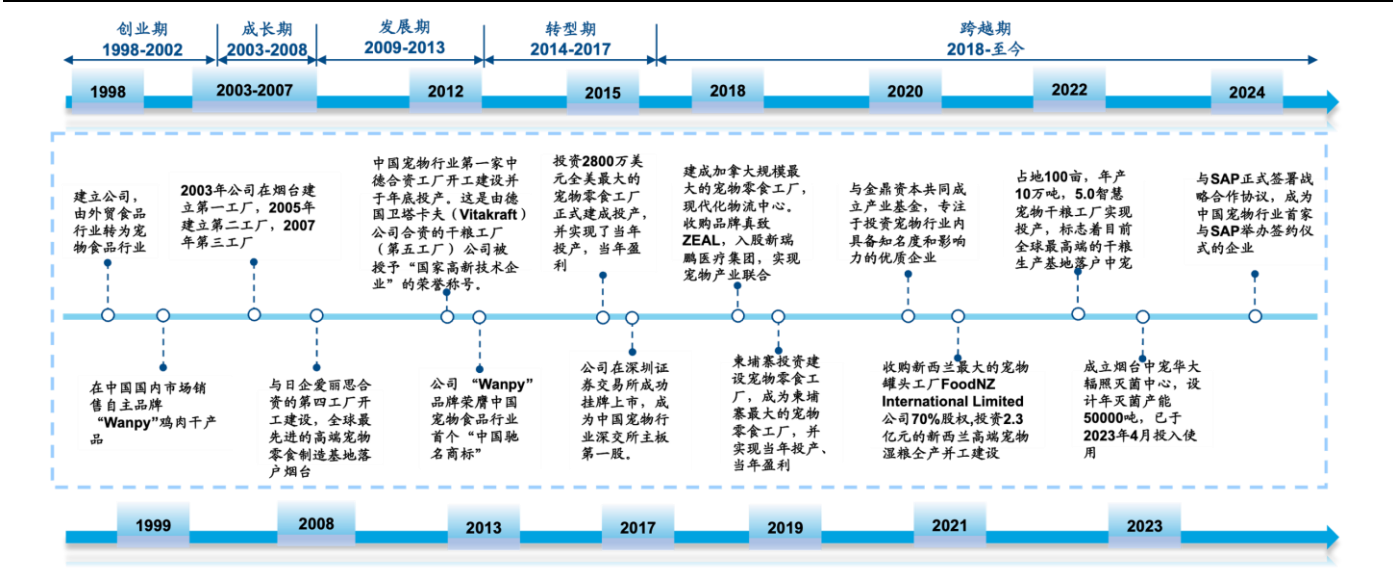 创业期
1998-2002
成长期
2003-2008
发展期
2009-2013
转型期
2014-2017
跨越期
2018-至今
1998
2003-2007
2012
2015
2018
2020
2022
2024
建立公司，
由外贸食品
行业转为宠
物食品行业
2003年公司在烟台建
立第一工厂，2005年
建立第二工厂，2007
年第三工厂
中国宠物行业第一家中
德合资工厂开工建设并
于年底投产。这是由德
国卫塔卡夫（Vitakraft）
公司合资的干粮工厂
（第五工厂）公司被
授予“国家高新技术企
业”的荣誉称号。
投资2800万美
元全美最大的
宠物零食工厂
正式建成投产，
并实现了当年
投产，当年盈
利
建成加拿大规模最
大的宠物零食工厂，
现代化物流中心。
收购品牌真致
ZEAL，入股新瑞
鹏医疗集团，实现
宠物产业联合
与金鼎资本共同成
立产业基金，专注
于投资宠物行业内
具备知名度和影响
力的优质企业
占地100亩，年产
10万吨，5.0智慧
宠物干粮工厂实现
投产，标志着目前
全球最高端的干粮
生产基地落户中宠
与SAP正式签署战
略合作协议，成为
中国宠物行业首家
与SAP举办签约仪
式的企业
在中国国内市场销
售自主品牌
“Wanpy”鸡肉干产
品
与日企爱丽思合
资的第四工厂开
工建设，全球最
先进的高端宠物
零食制造基地落
户烟台
公司 “Wanpy”
品牌荣膺中国
宠物食品行业
首个“中国驰
名商标”
公司在深圳证
券交易所成功
挂牌上市，成
为中国宠物行
业深交所主板
第一股。
柬埔寨投资建
设宠物零食工
厂，成为柬埔
寨最大的宠物
零食工厂，并
实现当年投产、
当年盈利
收购新西兰最大的宠物
罐头工厂FoodNZ
International Limited
公司70%股权,投资2.3
亿元的新西兰高端宠物
湿粮仝产并工建设
成立烟台中宠华大
辐照灭菌中心，设
计年灭菌产能
50000吨，已于
2023年4月投入使
用
1999
2008
2013
2017
2019
2021
2023